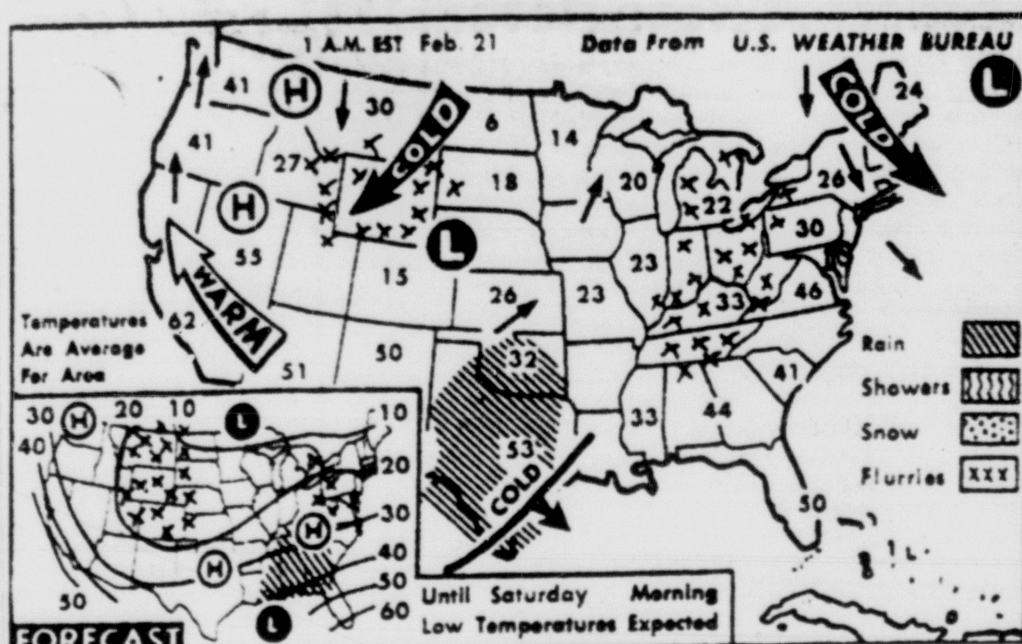 1 A.M. EST Feb. 21 Data From U.S. WEATHER BUREAU
L
41 H 30 COLD 6 14 COLD 24
41 27 18 20 22 26
H 30
55 L 15 23 33 46
WARM 26 23
62 51 50 32 41
33 44
53
COLD
50
Temperatures
Are Average
For Area
Rain
Showers
Snow
Flurries XXX
30 H 20 10 L 10
40 20
H 30
H 40
50
50 L 60
FORECAST
Until Saturday Morning
Low Temperatures Expected